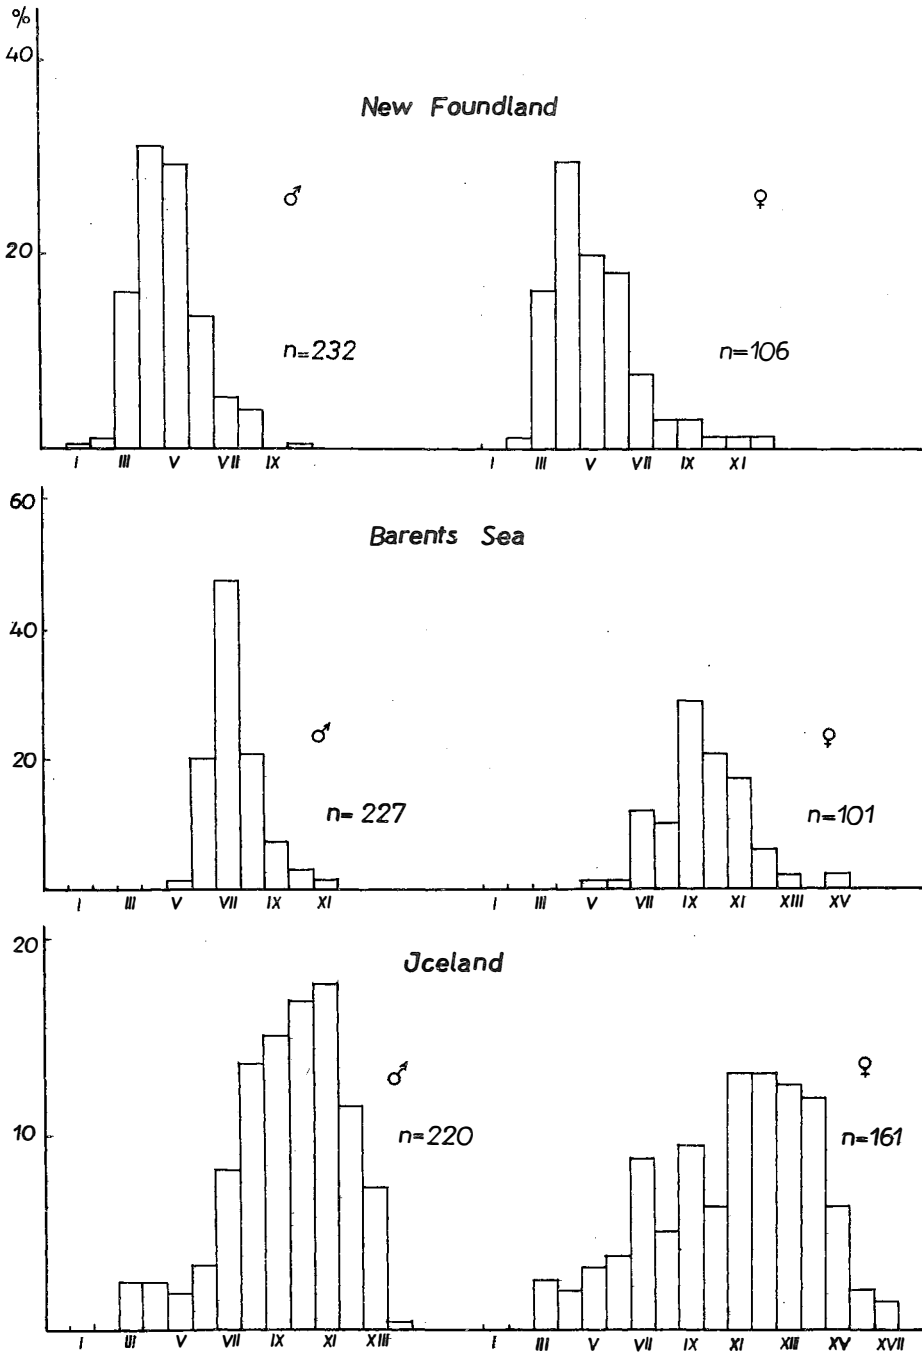 %
40
New Foundland
♂ ♀
20
n=232 n=106
I III V VII IX I III V VII IX XI
60
Barents Sea
40
♂ ♀
20
n= 227 n=101
I III V VII IX XI I III V VII IX XI XIII XV
20
Jceland
♂ ♀
10
n=220 n=161
I III V VII IX XI XIII I III V VII IX XI XIII XV XVII